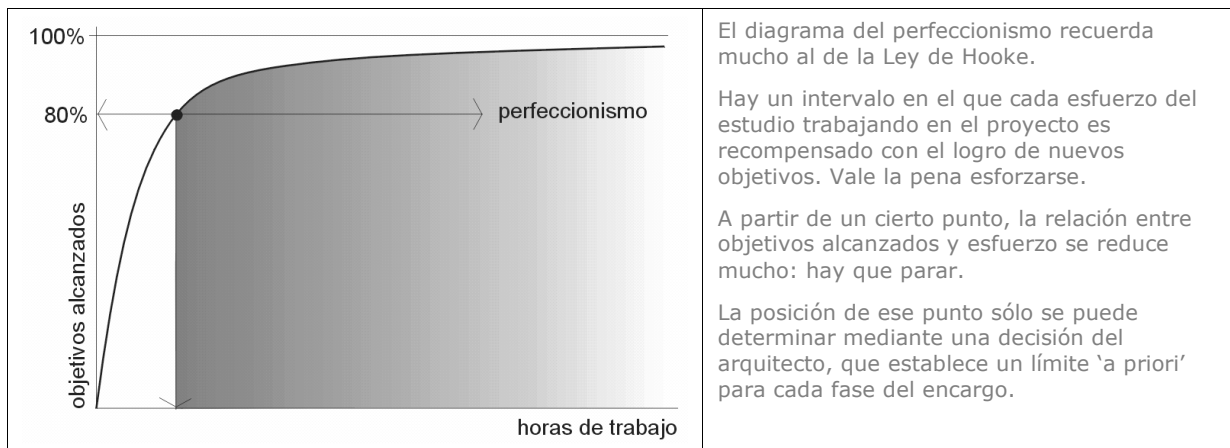 100%
80%
perfeccionismo
objetivos alcanzados
horas de trabajo
El diagrama del perfeccionismo recuerda
mucho al de la Ley de Hooke.
Hay un intervalo en el que cada esfuerzo del
estudio trabajando en el proyecto es
recompensado con el logro de nuevos
objetivos. Vale la pena esforzarse.
A partir de un cierto punto, la relación entre
objetivos alcanzados y esfuerzo se reduce
mucho: hay que parar.
La posición de ese punto sólo se puede
determinar mediante una decisión del
arquitecto, que establece un límite ‘a priori’
para cada fase del encargo.